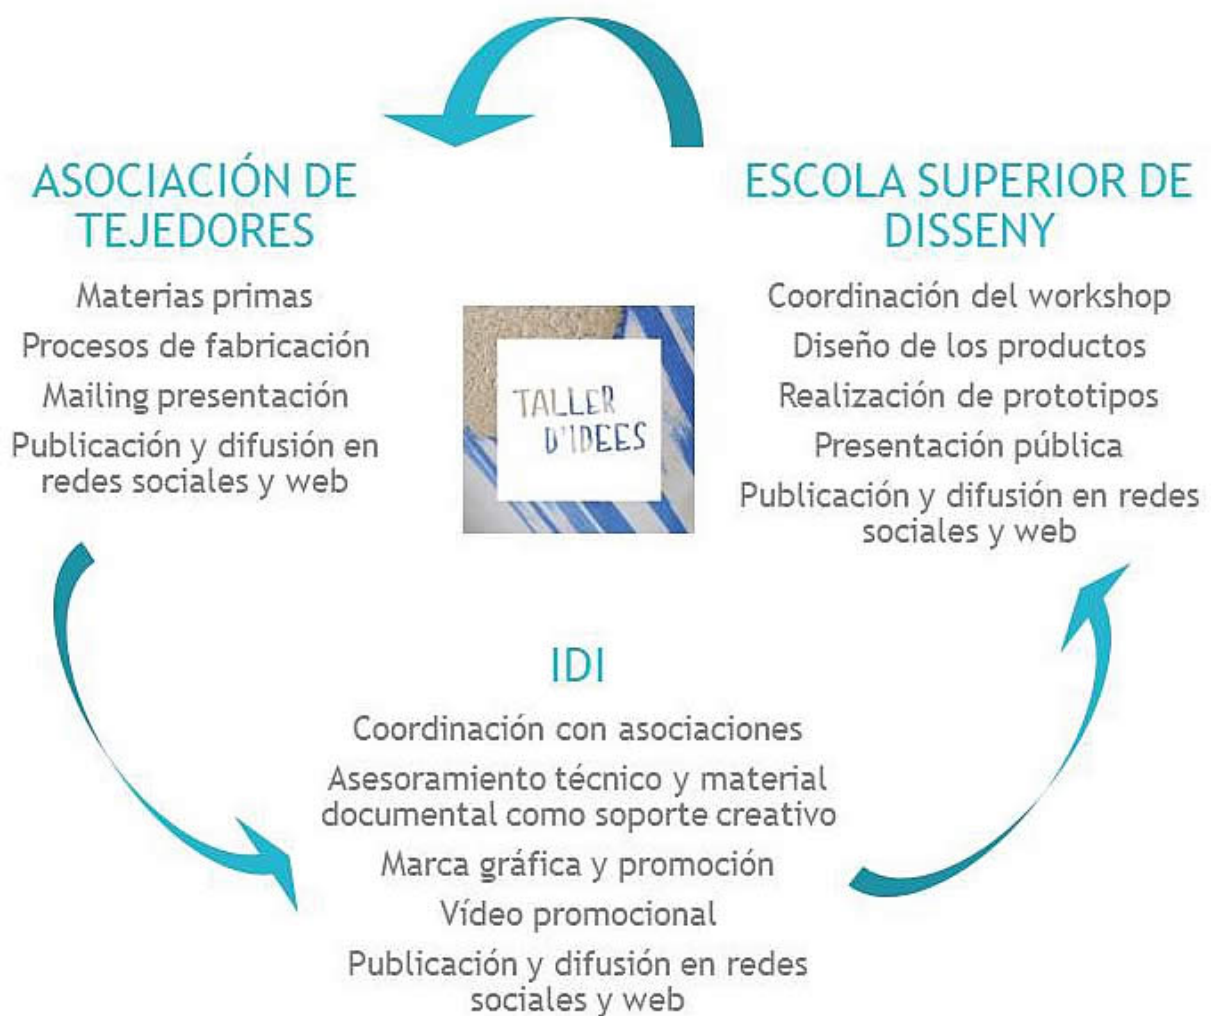 ASOCIACIÓN DE
TEJEDORES
Materias primas
Procesos de fabricación
Mailing presentación
Publicación y difusión en
redes sociales y web
TALLER
D'IDEES
ESCOLA SUPERIOR DE
DISSENY
Coordinación del workshop
Diseño de los productos
Realización de prototipos
Presentación pública
Publicación y difusión en redes
sociales y web
IDI
Coordinación con asociaciones
Asesoramiento técnico y material
documental como soporte creativo
Marca gráfica y promoción
Vídeo promocional
Publicación y difusión en redes
sociales y web